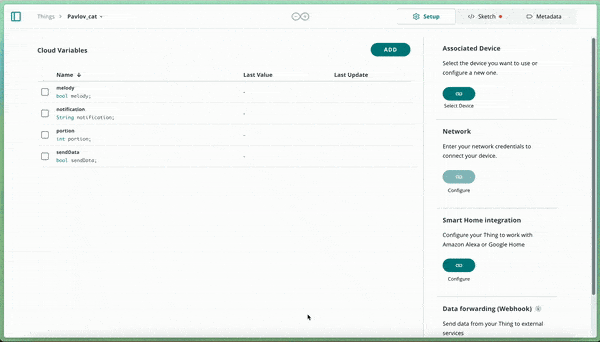 Things > Pavlov_cat
Setup
Sketch
Metadata
Cloud Variables
ADD
Name ↓ Last Value Last Update
melody
bool melody; -
notification
String notification; -
portion
int portion; -
sendData
bool sendData; -
Associated Device
Select the device you want to use or
configure a new one.
Select Device
Network
Enter your network credentials to
connect your device.
Configure
Smart Home integration
Configure your Thing to work with
Amazon Alexa or Google Home
Configure
Data forwarding (Webhook)
Send data from your Thing to external
services